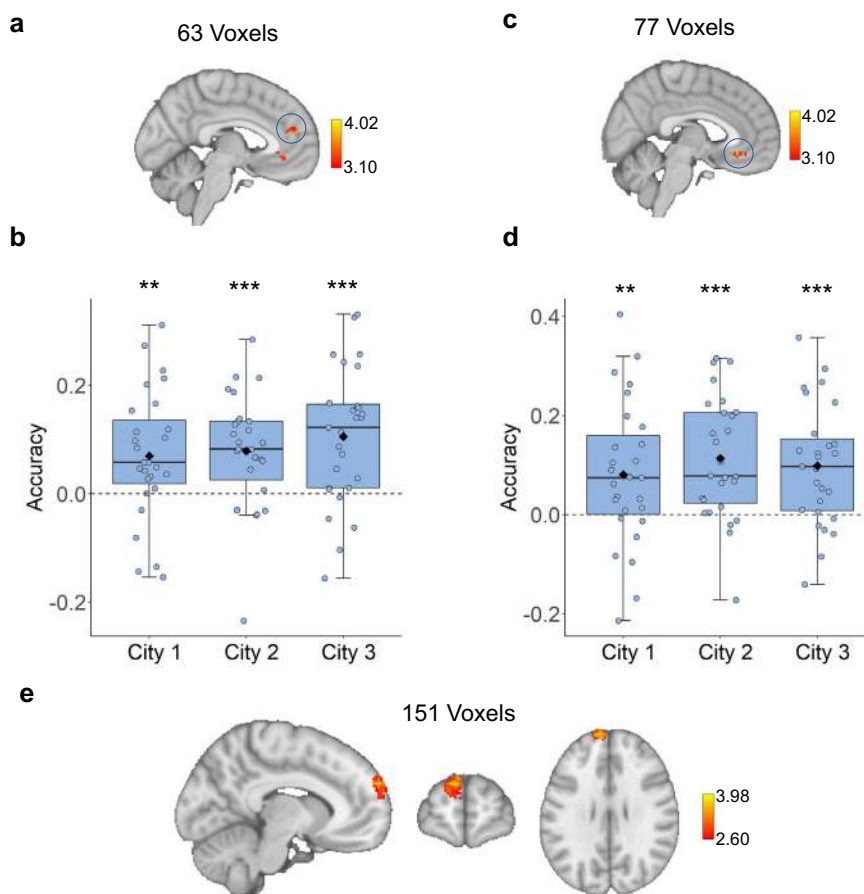 a
63 Voxels
4.02
3.10
c
77 Voxels
4.02
3.10
b
** *** ***
Accuracy
0.2
0.0
-0.2
City 1 City 2 City 3
d
** *** ***
Accuracy
0.4
0.2
0.0
-0.2
City 1 City 2 City 3
e
151 Voxels
3.98
2.60